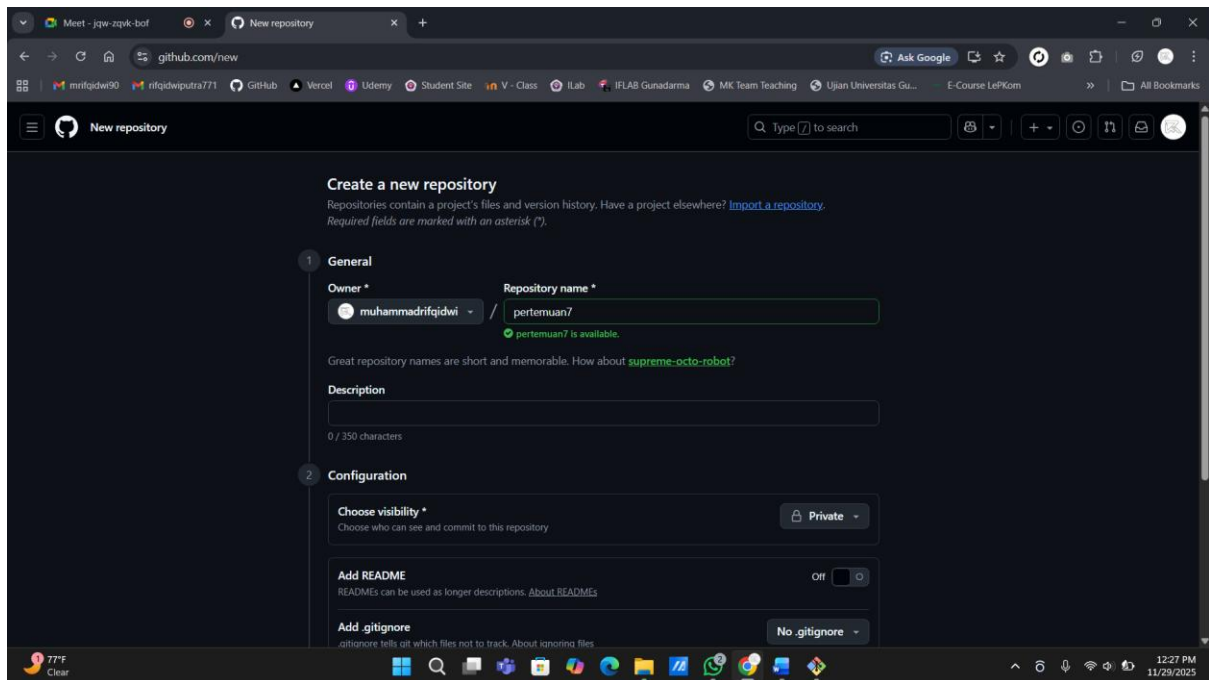 Meet - jqw-zqvk-bof
New repository
github.com/new
Ask Google
mrifqidwi90
rifqidwiputra771
GitHub
Vercel
Udemy
Student Site
V - Class
ILab
IFLAB Gunadarma
MK Team Teaching
Ujian Universitas Gu...
E-Course LePKom
»
All Bookmarks
New repository
Type / to search
Create a new repository
Repositories contain a project's files and version history. Have a project elsewhere? Import a repository.
Required fields are marked with an asterisk (*).
1 General
Owner * Repository name *
muhammadrifqidwi / pertemuan7
pertemuan7 is available.
Great repository names are short and memorable. How about supreme-octo-robot?
Description
0 / 350 characters
2 Configuration
Choose visibility *
Choose who can see and commit to this repository
Private
Add README
READMEs can be used as longer descriptions. About READMEs
Off
Add .gitignore
.gitignore tells git which files not to track. About ignoring files
No .gitignore
1
77°F
Clear
2
12:27 PM
11/29/2025